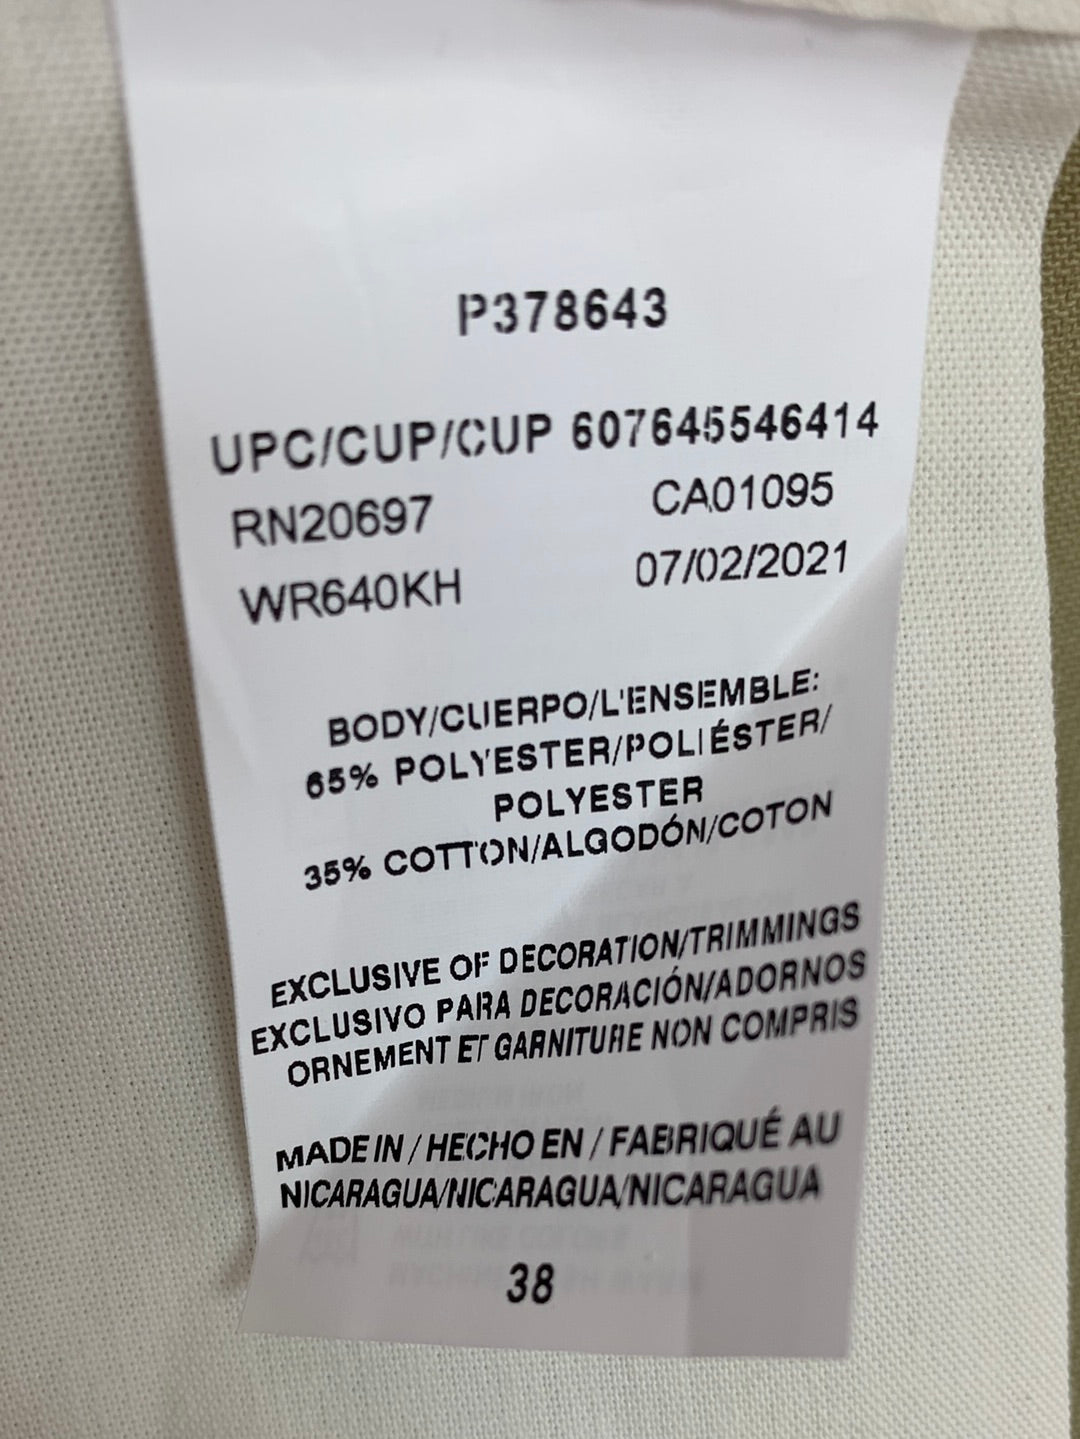 P378643
UPC/CUP/CUP 607645546414
RN20697 CA01095
WR640KH 07/02/2021
BODY/CUERPO/L'ENSEMBLE:
65% POLYESTER/POLIÉSTER/
POLYESTER
35% COTTON/ALGODÓN/COTON
EXCLUSIVE OF DECORATION/TRIMMINGS
EXCLUSIVO PARA DECORACIÓN/ADORNOS
ORNEMENT ET GARNITURE NON COMPRIS
MADE IN / HECHO EN / FABRIQUÉ AU
NICARAGUA/NICARAGUA/NICARAGUA
38